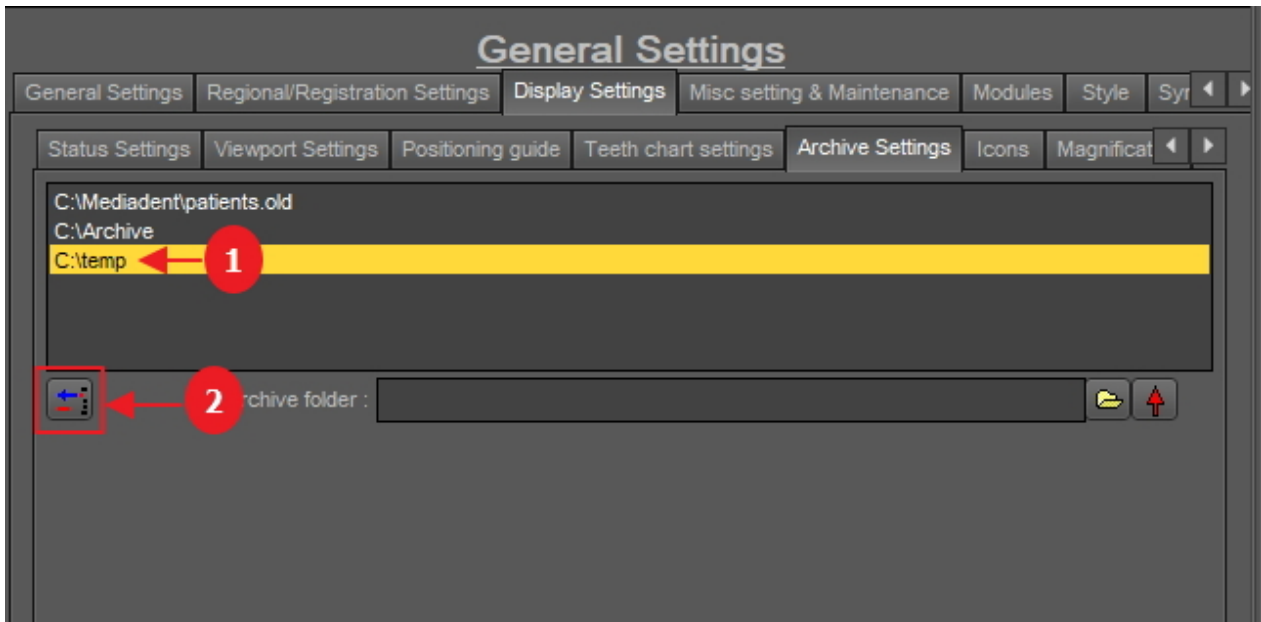 General Settings
General Settings Regional/Registration Settings Display Settings Misc setting & Maintenance Modules Style
Status Settings Viewport Settings Positioning guide Teeth chart settings Archive Settings Icons
C:\Mediadent\patients.old
C:\Archive
C:\temp 1
2 folder :